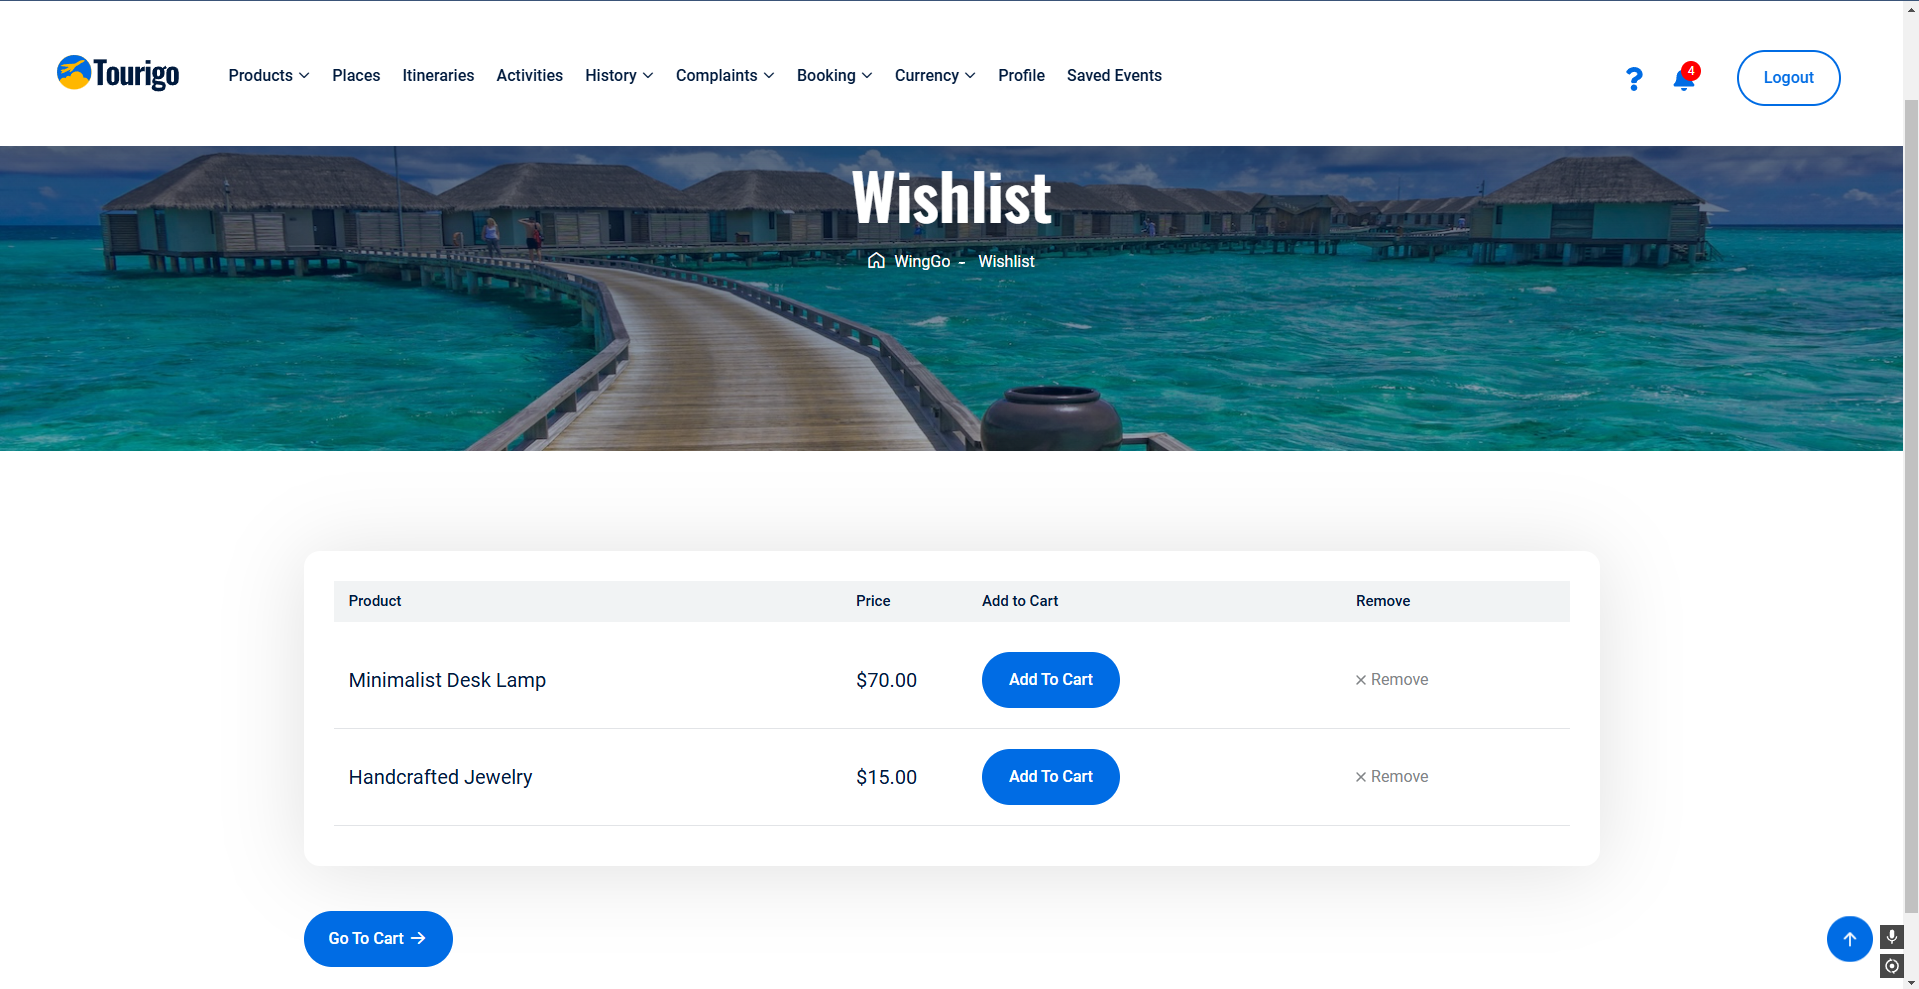 Tourigo Products Places Itineraries Activities History Complaints Booking Currency Profile Saved Events ? 4 Logout
Wishlist
WingGo - Wishlist
Product Price Add to Cart Remove
Minimalist Desk Lamp $70.00 Add To Cart × Remove
Handcrafted Jewelry $15.00 Add To Cart × Remove
Go To Cart →